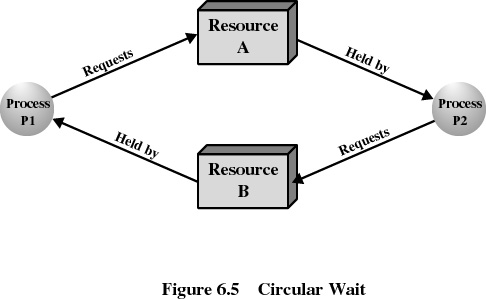 Resource
A
Requests
Held by
Process
P1
Process
P2
Held by
Requests
Resource
B
Figure 6.5 Circular Wait